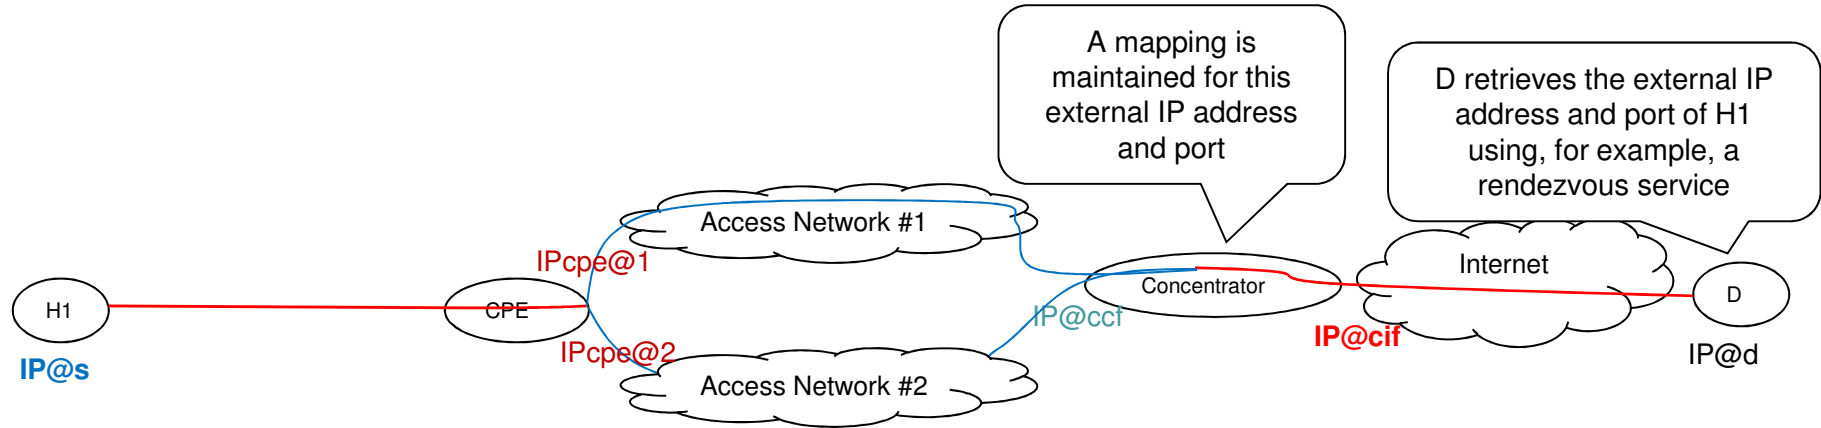 A mapping is
maintained for this
external IP address
and port
D retrieves the external IP
address and port of H1
using, for example, a
rendezvous service
Access Network #1
IPcpe@1
Internet
H1
CPE
Concentrator
D
IP@ccf
IP@cif
IPcpe@2
IP@s
IP@d
Access Network #2